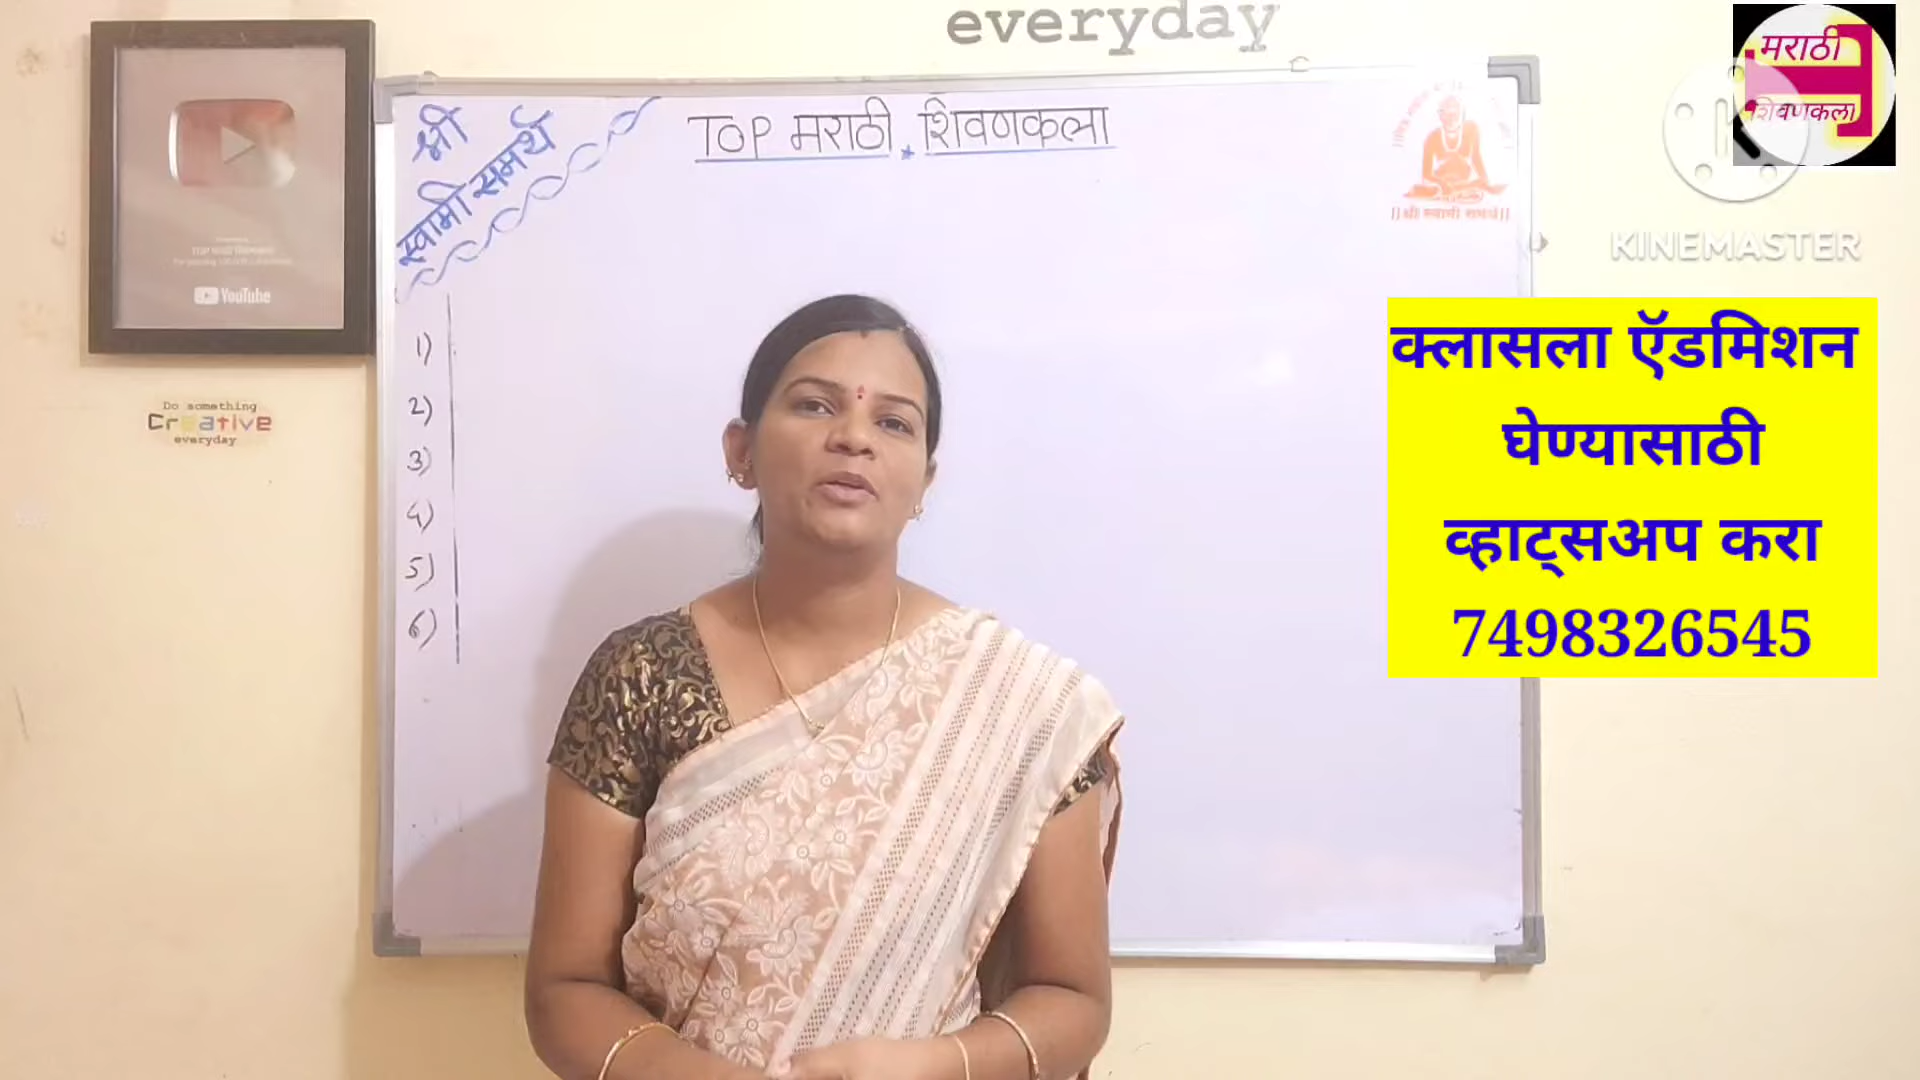 everyday
मराठी
शिवणकला
KINEMASTER
श्री
स्वामी समर्थ
TOP मराठी शिवणकला
||श्री स्वामी समर्थ||
YouTube
Do something
Creative
everyday
1)
2)
3)
4)
5)
6)
क्लासला ऍडमिशन
घेण्यासाठी
व्हाट्सअप करा
7498326545